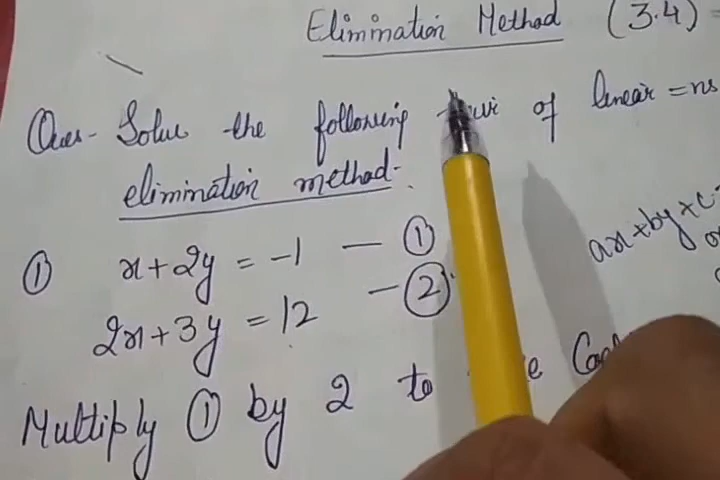 Elimination Method (3.4)
Ques- Solve the following of linear = ns
elimination method-
① x+2y = -1 — ①
ax+by+c
2x+3y = 12 — ②
Multiply ① by 2 to